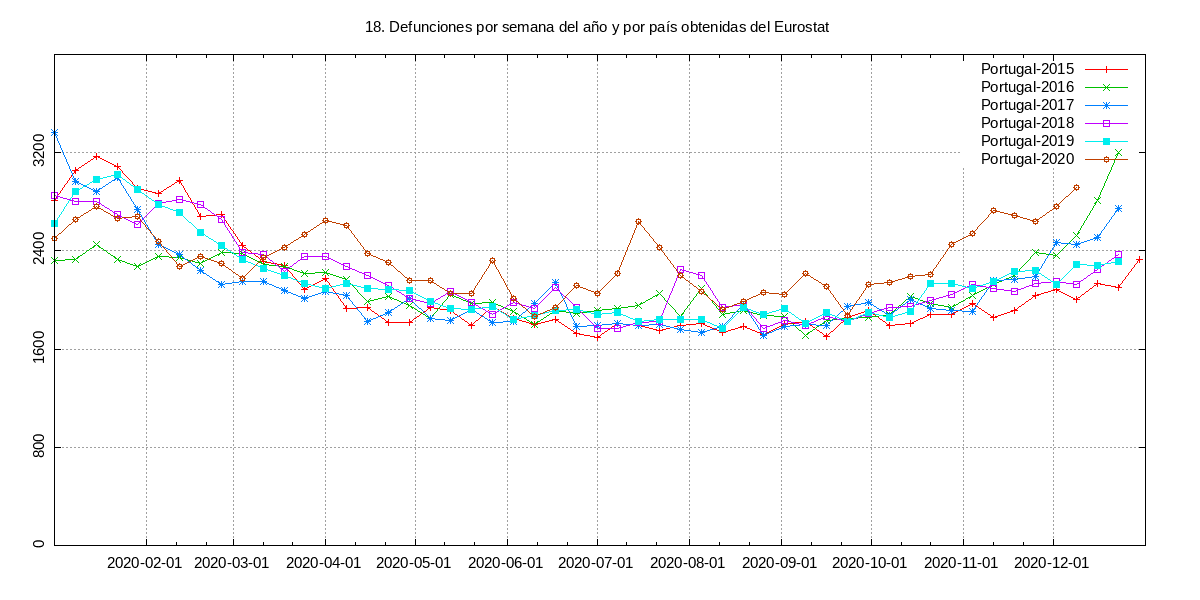 18. Defunciones por semana del año y por país obtenidas del Eurostat
Portugal-2015
Portugal-2016
Portugal-2017
Portugal-2018
Portugal-2019
Portugal-2020
3200
2400
1600
800
0
2020-02-01 2020-03-01 2020-04-01 2020-05-01 2020-06-01 2020-07-01 2020-08-01 2020-09-01 2020-10-01 2020-11-01 2020-12-01